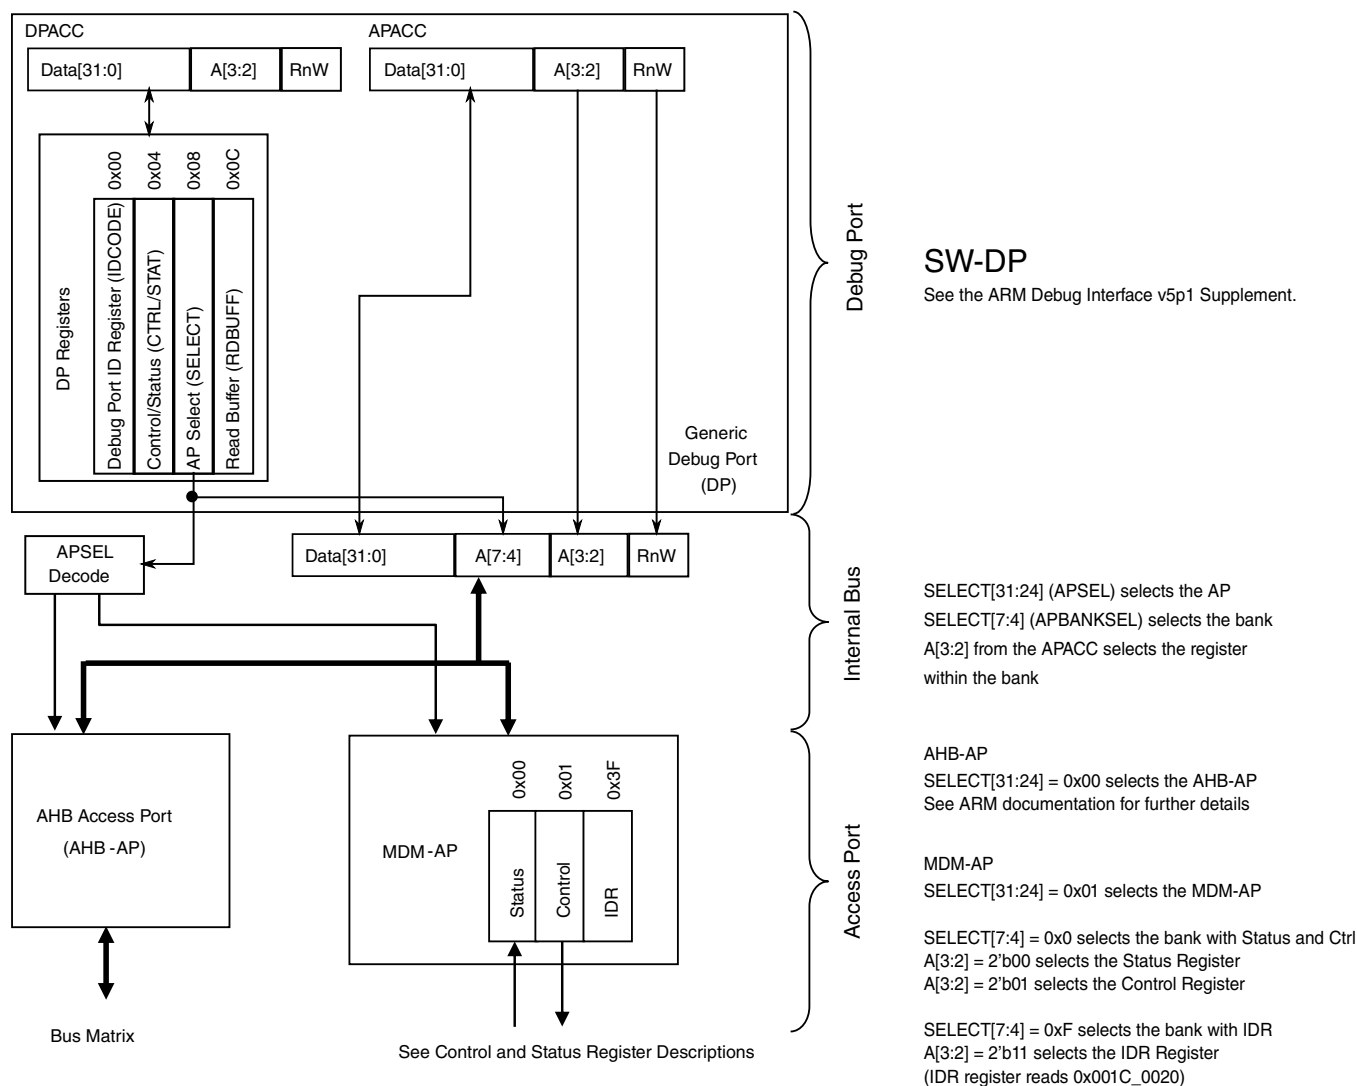 DPACC
Data[31:0] A[3:2] RnW
APACC
Data[31:0] A[3:2] RnW
DP Registers
0x00 0x04 0x08 0x0C
Debug Port ID Register (IDCODE)
Control/Status (CTRL/STAT)
AP Select (SELECT)
Read Buffer (RDBUFF)
Generic
Debug Port
(DP)
Debug Port
SW-DP
See the ARM Debug Interface v5p1 Supplement.
APSEL
Decode
Data[31:0] A[7:4] A[3:2] RnW
Internal Bus
SELECT[31:24] (APSEL) selects the AP
SELECT[7:4] (APBANKSEL) selects the bank
A[3:2] from the APACC selects the register
within the bank
AHB Access Port
(AHB -AP)
Bus Matrix
MDM-AP
0x00 0x01 0x3F
Status
Control
IDR
See Control and Status Register Descriptions
Access Port
AHB-AP
SELECT[31:24] = 0x00 selects the AHB-AP
See ARM documentation for further details
MDM-AP
SELECT[31:24] = 0x01 selects the MDM-AP
SELECT[7:4] = 0x0 selects the bank with Status and Ctrl
A[3:2] = 2'b00 selects the Status Register
A[3:2] = 2'b01 selects the Control Register
SELECT[7:4] = 0xF selects the bank with IDR
A[3:2] = 2'b11 selects the IDR Register
(IDR register reads 0x001C_0020)